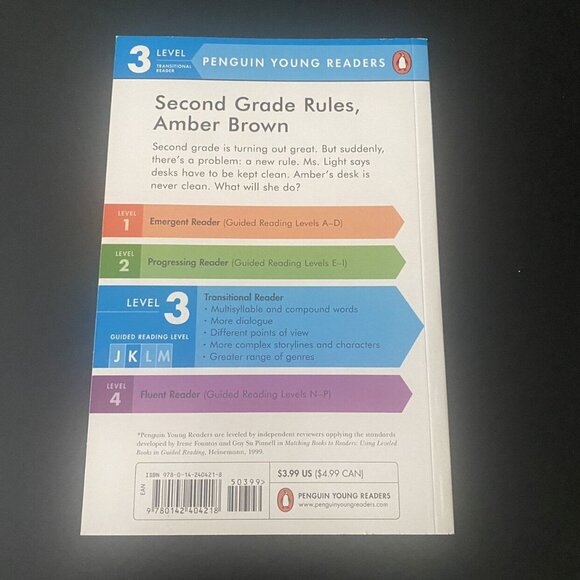 3 LEVEL
TRANSITIONAL
READER
PENGUIN YOUNG READERS
Second Grade Rules,
Amber Brown
Second grade is turning out great. But suddenly,
there's a problem: a new rule. Ms. Light says
desks have to be kept clean. Amber's desk is
never clean. What will she do?
LEVEL
1
Emergent Reader (Guided Reading Levels A–D)
LEVEL
2
Progressing Reader (Guided Reading Levels E–I)
LEVEL 3
GUIDED READING LEVEL
J K L M
Transitional Reader
• Multisyllable and compound words
• More dialogue
• Different points of view
• More complex storylines and characters
• Greater range of genres
LEVEL
4
Fluent Reader (Guided Reading Levels N–P)
*Penguin Young Readers are leveled by independent reviewers applying the standards
developed by Irene Fountas and Gay Su Pinnell in Matching Books to Readers: Using Leveled
Books in Guided Reading, Heinemann, 1999.
ISBN 978-0-14-240421-8
50399>
EAN
9 780142 404218
$3.99 US ($4.99 CAN)
PENGUIN YOUNG READERS
www.penguinyoungreaders.com